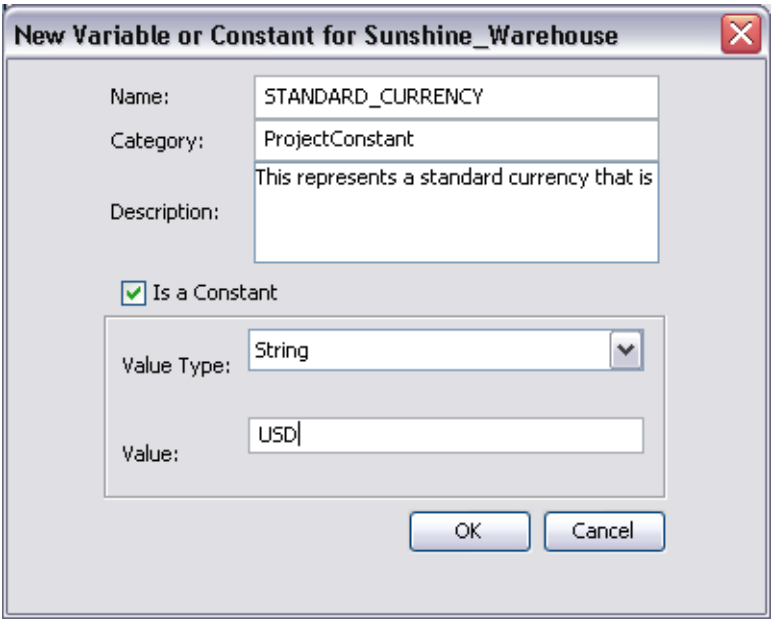 New Variable or Constant for Sunshine_Warehouse
Name: STANDARD_CURRENCY
Category: ProjectConstant
This represents a standard currency that is
Description:
Is a Constant
Value Type: String
Value: USD
OK Cancel